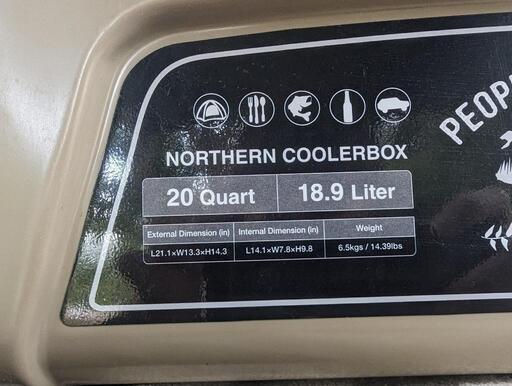 NORTHERN COOLERBOX
20 Quart 18.9 Liter
External Dimension (in) Internal Dimension (in) Weight
L21.1×W13.3×H14.3 L14.1×W7.8×H9.8 6.5kgs / 14.39lbs